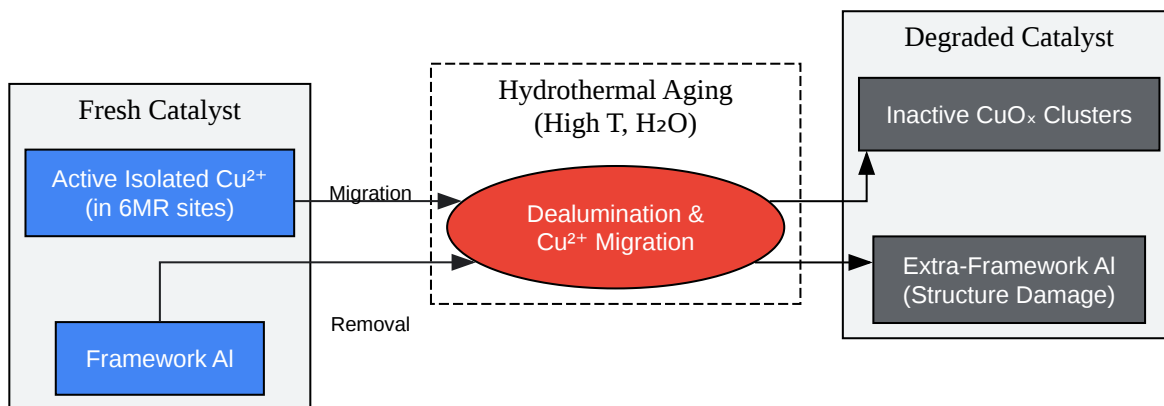 Fresh Catalyst
Active Isolated Cu²⁺
(in 6MR sites)
Framework Al
Migration
Removal
Hydrothermal Aging
(High T, H₂O)
Dealumination &
Cu²⁺ Migration
Degraded Catalyst
Inactive CuOₓ Clusters
Extra-Framework Al
(Structure Damage)